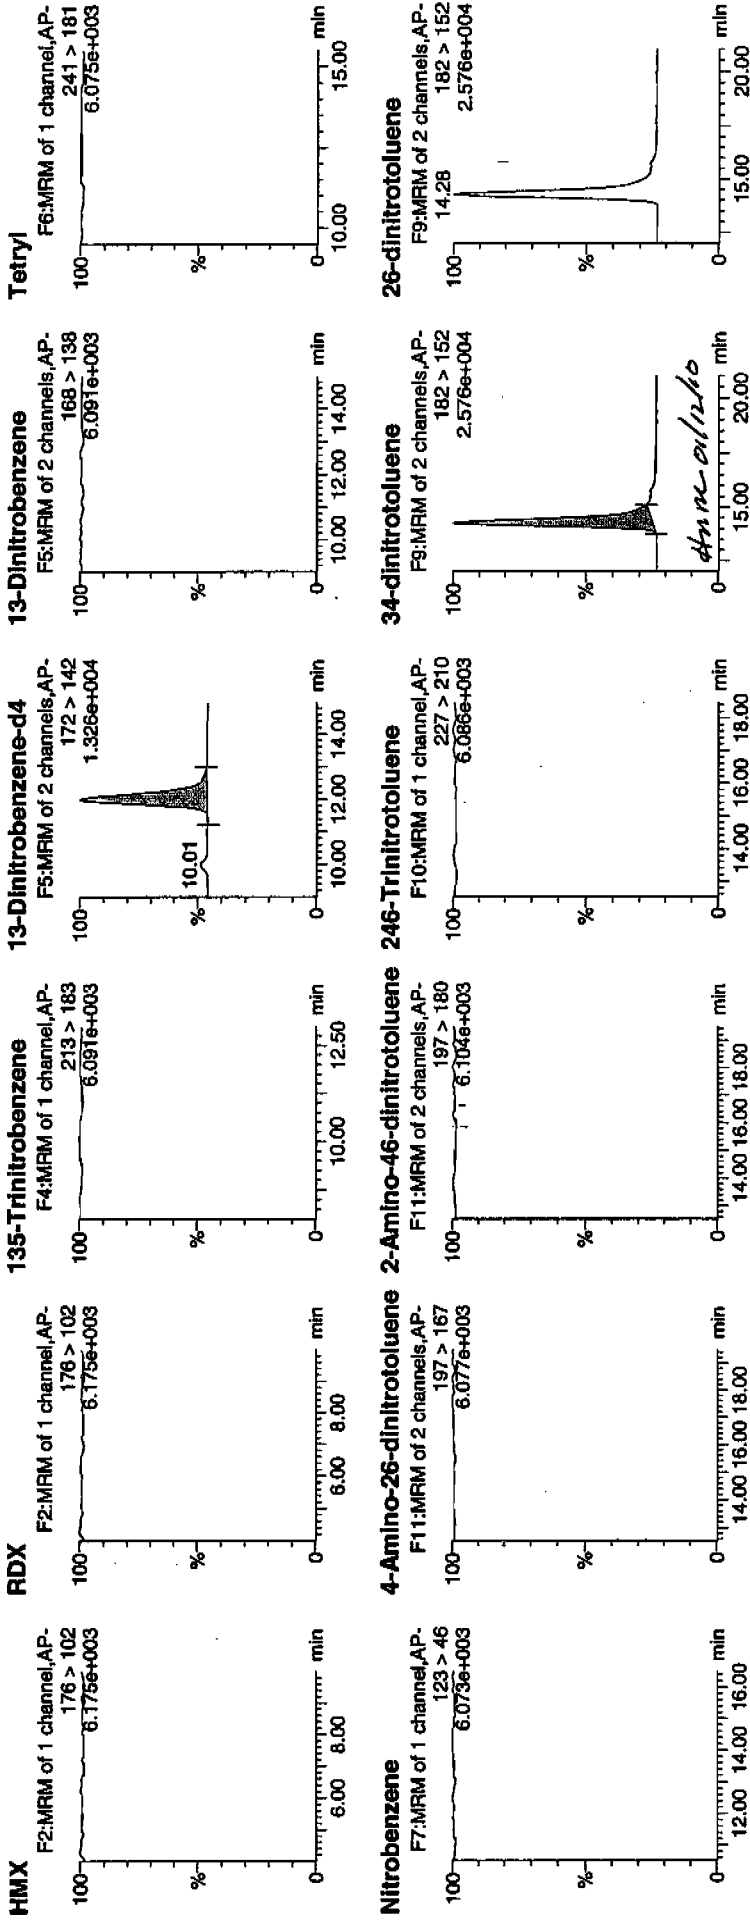 HMX
F2:MRM of 1 channel,AP-
176 > 102
6.175e+003
100
%
0
6.00 8.00
min
RDX
F2:MRM of 1 channel,AP-
176 > 102
6.175e+003
100
%
0
6.00 8.00
min
135-Trinitrobenzene
F4:MRM of 1 channel,AP-
213 > 183
6.091e+003
100
%
0
10.00 12.50
min
13-Dinitrobenzene-d4
F5:MRM of 2 channels,AP-
172 > 142
1.326e+004
100
%
10.01
0
10.00 12.00 14.00
min
13-Dinitrobenzene
F5:MRM of 2 channels,AP-
168 > 138
6.091e+003
100
%
0
10.00 12.00 14.00
min
Tetryl
F6:MRM of 1 channel,AP-
241 > 181
6.075e+003
100
%
0
10.00 15.00
min
Nitrobenzene
F7:MRM of 1 channel,AP-
123 > 46
6.073e+003
100
%
0
12.00 14.00 16.00
min
4-Amino-26-dinitrotoluene
F11:MRM of 2 channels,AP-
197 > 167
6.077e+003
100
%
0
14.00 16.00 18.00
min
2-Amino-46-dinitrotoluene
F11:MRM of 2 channels,AP-
197 > 180
6.104e+003
100
%
0
14.00 16.00 18.00
min
246-Trinitrotoluene
F10:MRM of 1 channel,AP-
227 > 210
6.086e+003
100
%
0
14.00 16.00 18.00
min
34-dinitrotoluene
F9:MRM of 2 channels,AP-
182 > 152
2.576e+004
100
%
01/12/10
0
15.00 20.00
min
26-dinitrotoluene
F9:MRM of 2 channels,AP-
14.28
182 > 152
2.576e+004
100
%
0
15.00 20.00
min